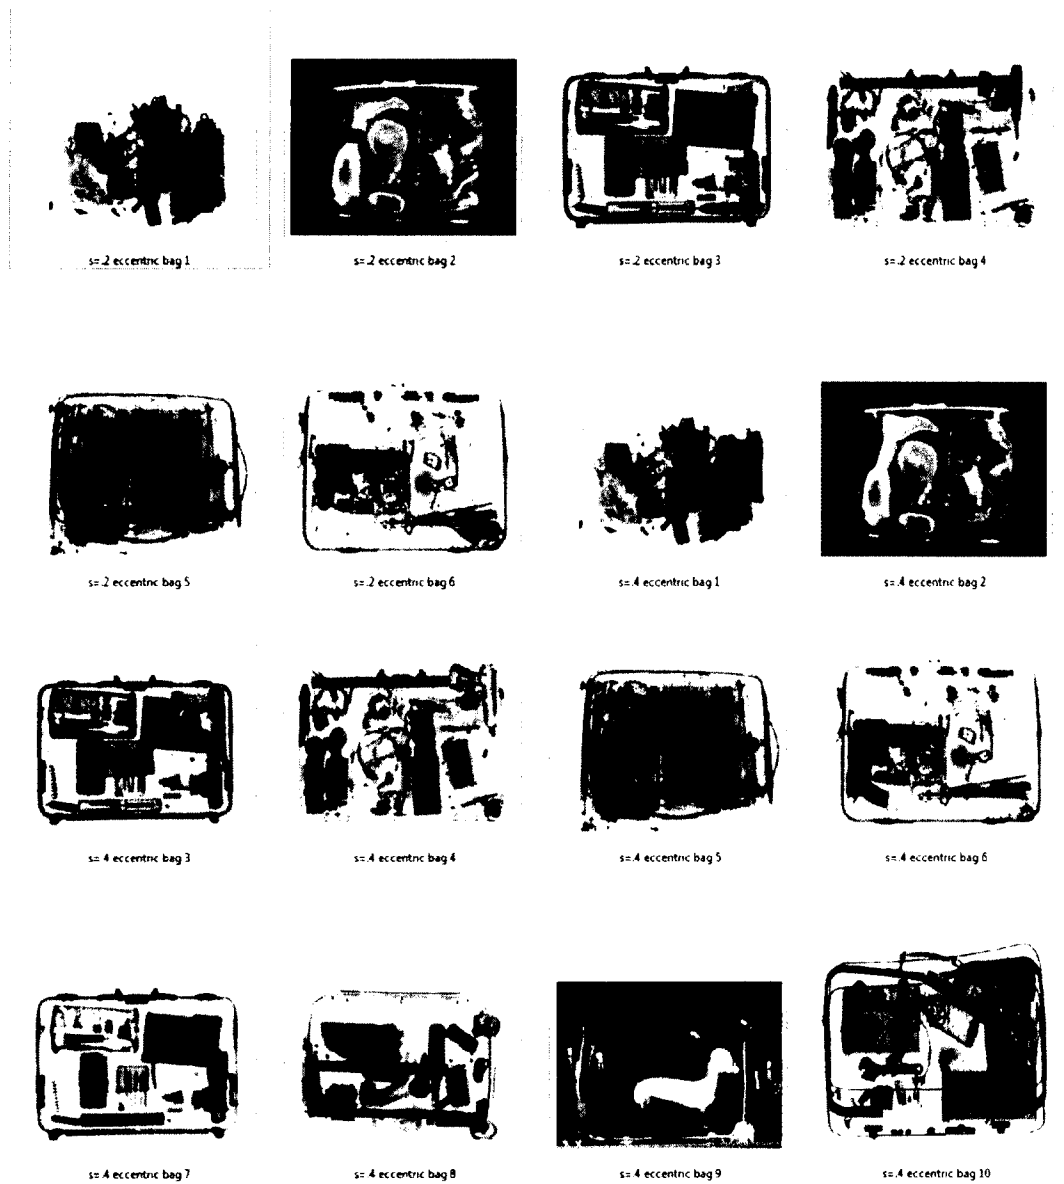 s=.2 eccentric bag 1
s=.2 eccentric bag 2
s=.2 eccentric bag 3
s=.2 eccentric bag 4
s=.2 eccentric bag 5
s=.2 eccentric bag 6
s=.4 eccentric bag 1
s=.4 eccentric bag 2
s=.4 eccentric bag 3
s=.4 eccentric bag 4
s=.4 eccentric bag 5
s=.4 eccentric bag 6
s=.4 eccentric bag 7
s=.4 eccentric bag 8
s=.4 eccentric bag 9
s=.4 eccentric bag 10